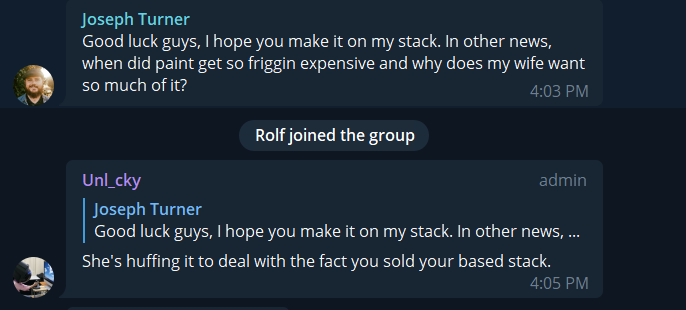 Joseph Turner
Good luck guys, I hope you make it on my stack. In other news,
when did paint get so friggin expensive and why does my wife want
so much of it?
4:03 PM
Rolf joined the group
Unl_cky admin
Joseph Turner
Good luck guys, I hope you make it on my stack. In other news, ...
She's huffing it to deal with the fact you sold your based stack.
4:05 PM